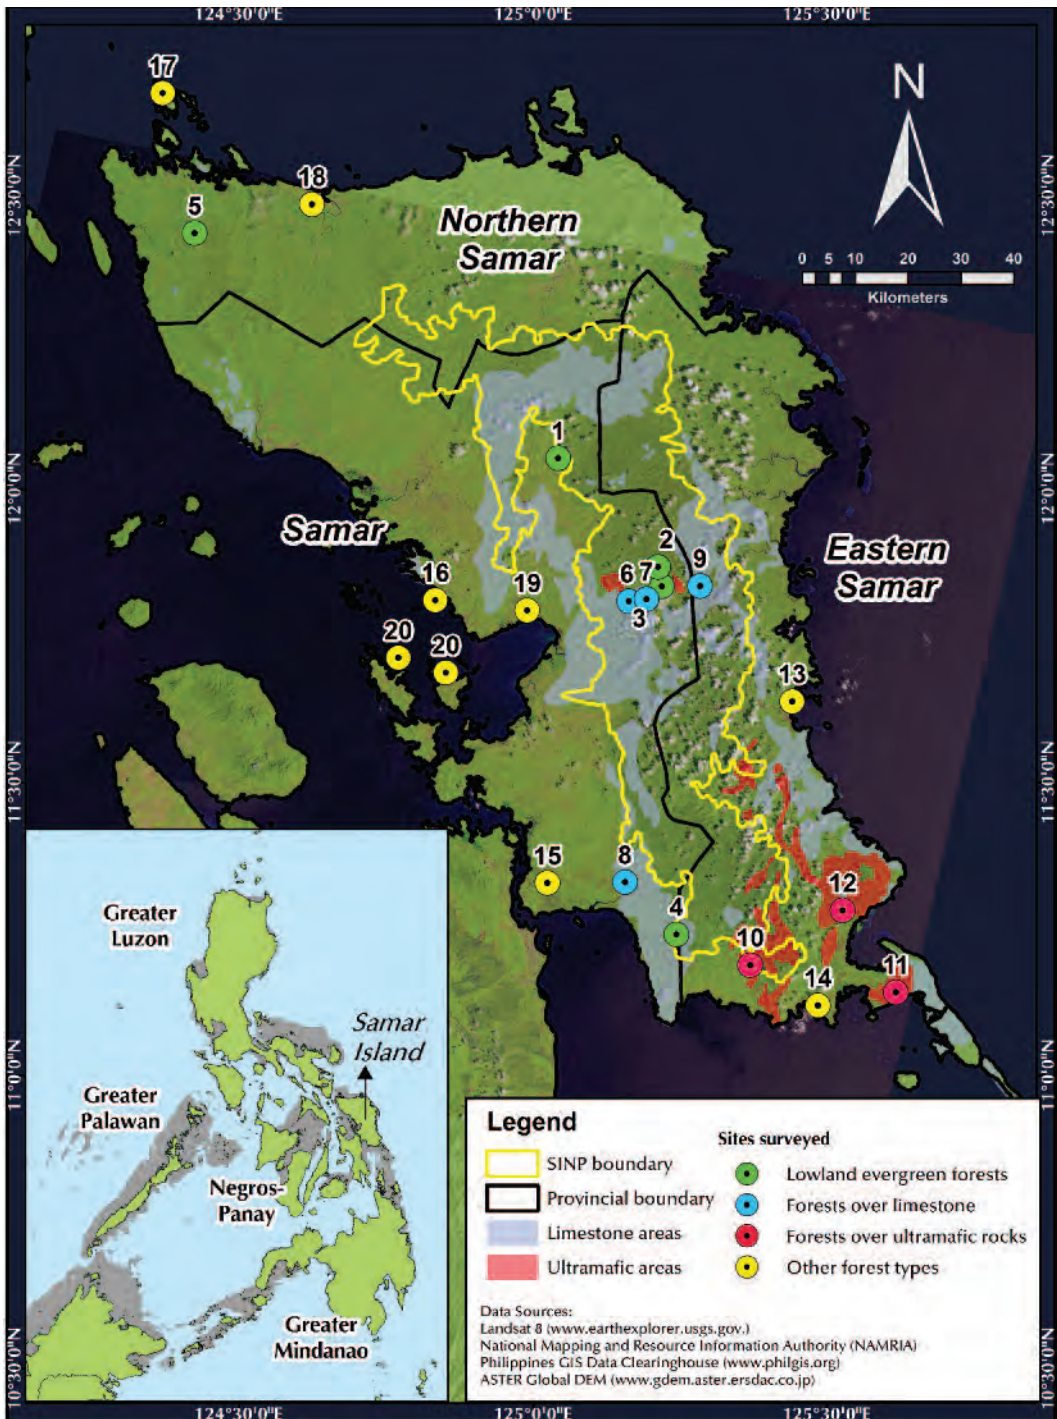 124°30'0"E 125°0'0"E 125°30'0"E
N
12°30'0"N 12°0'0"N 11°30'0"N 11°0'0"N 10°30'0"N
12°30'0"N 12°0'0"N 11°30'0"N 11°0'0"N 10°30'0"N
0 5 10 20 30 40
Kilometers
17
18
5
Northern
Samar
1
Samar
Eastern
Samar
2
9
6
7
3
16
19
20
20
13
15
8
4
12
10
11
14
Greater
Luzon
Samar
Island
Greater
Palawan
Negros-
Panay
Greater
Mindanao
Legend
SINP boundary
Provincial boundary
Limestone areas
Ultramafic areas
Sites surveyed
Lowland evergreen forests
Forests over limestone
Forests over ultramafic rocks
Other forest types
Data Sources:
Landsat 8 (www.earthexplorer.usgs.gov.)
National Mapping and Resource Information Authority (NAMRIA)
Philippines GIS Data Clearinghouse (www.philgis.org)
ASTER Global DEM (www.gdem.aster.ersdac.co.jp)
124°30'0"E 125°0'0"E 125°30'0"E